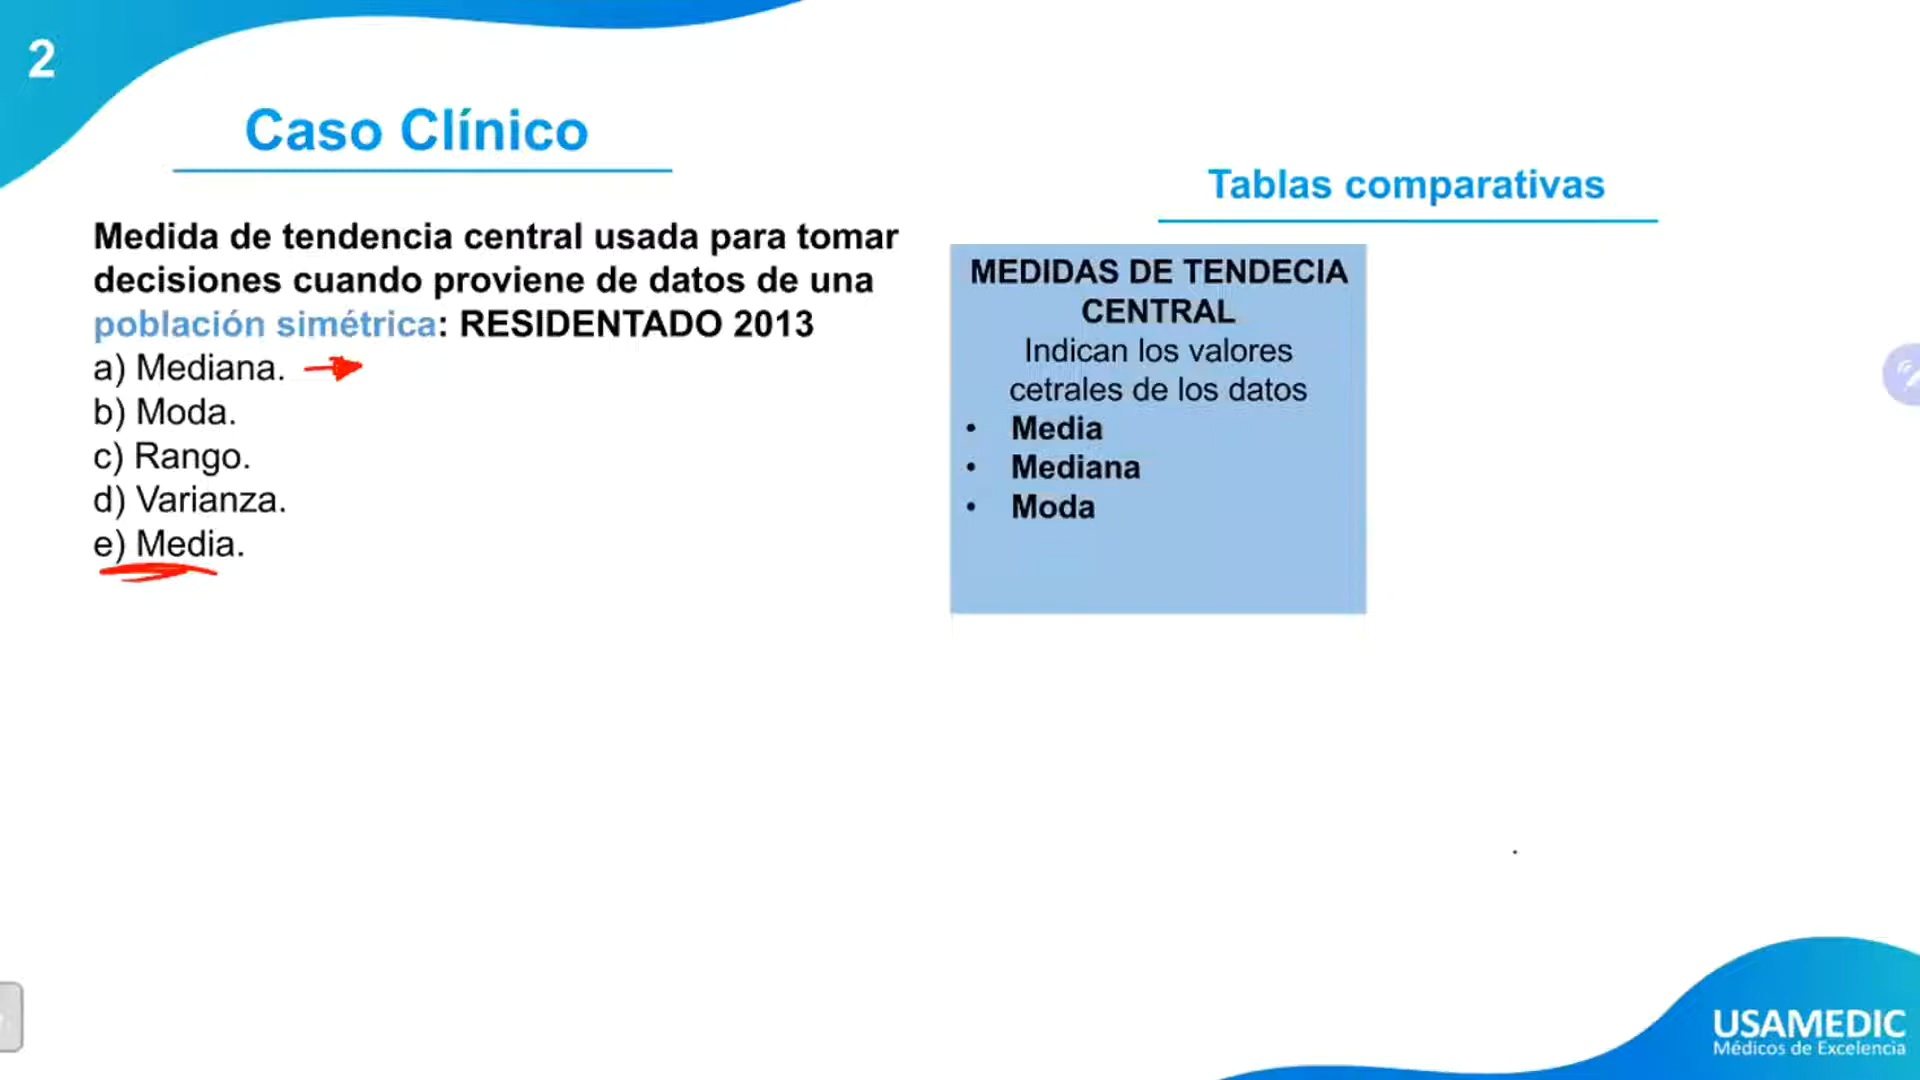 2
Caso Clínico
Medida de tendencia central usada para tomar
decisiones cuando proviene de datos de una
población simétrica: RESIDENTADO 2013
a) Mediana.
b) Moda.
c) Rango.
d) Varianza.
e) Media.
Tablas comparativas
MEDIDAS DE TENDECIA
CENTRAL
Indican los valores
cetrales de los datos
• Media
• Mediana
• Moda
USAMEDIC
Médicos de Excelencia